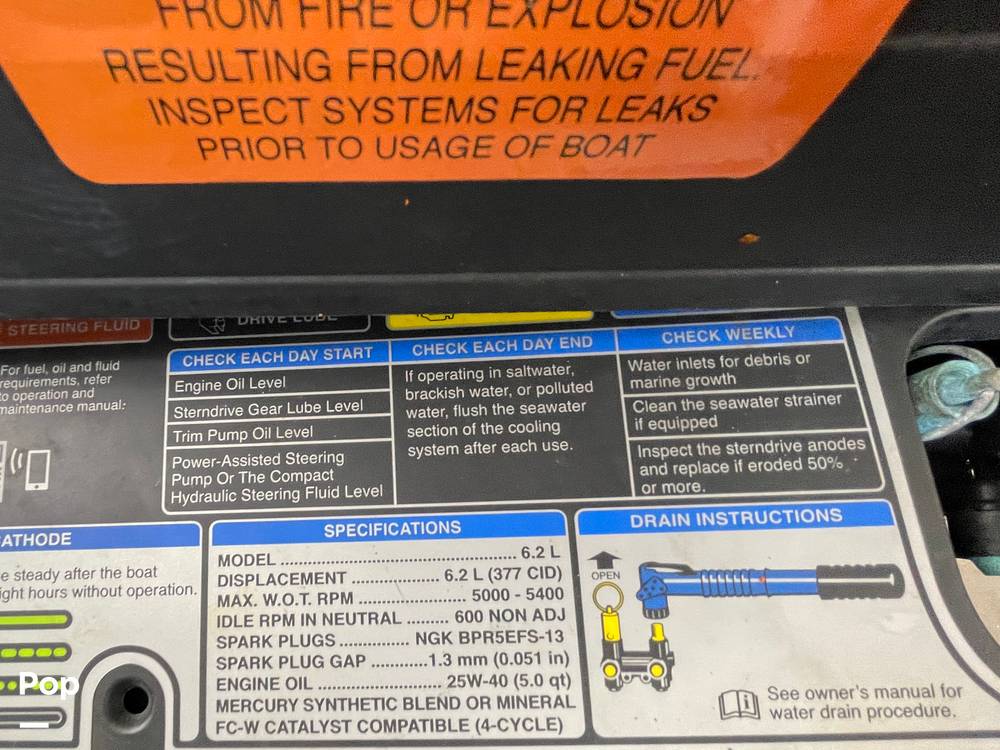 FROM FIRE OR EXPLOSION
RESULTING FROM LEAKING FUEL.
INSPECT SYSTEMS FOR LEAKS
PRIOR TO USAGE OF BOAT
STEERING FLUID
DRIVE LUBE
For fuel, oil and fluid
requirements, refer
to operation and
maintenance manual:
CHECK EACH DAY START
Engine Oil Level
Sterndrive Gear Lube Level
Trim Pump Oil Level
Power-Assisted Steering
Pump Or The Compact
Hydraulic Steering Fluid Level
CHECK EACH DAY END
If operating in saltwater,
brackish water, or polluted
water, flush the seawater
section of the cooling
system after each use.
CHECK WEEKLY
Water inlets for debris or
marine growth
Clean the seawater strainer
if equipped
Inspect the sterndrive anodes
and replace if eroded 50%
or more.
ATHODE
e steady after the boat
ight hours without operation.
SPECIFICATIONS
MODEL ........................................ 6.2 L
DISPLACEMENT ................ 6.2 L (377 CID)
MAX. W.O.T. RPM .................... 5000 - 5400
IDLE RPM IN NEUTRAL ......... 600 NON ADJ
SPARK PLUGS ............... NGK BPR5EFS-13
SPARK PLUG GAP ...........1.3 mm (0.051 in)
ENGINE OIL ........................25W-40 (5.0 qt)
MERCURY SYNTHETIC BLEND OR MINERAL
FC-W CATALYST COMPATIBLE (4-CYCLE)
DRAIN INSTRUCTIONS
OPEN
See owner's manual for
water drain procedure.
Pop